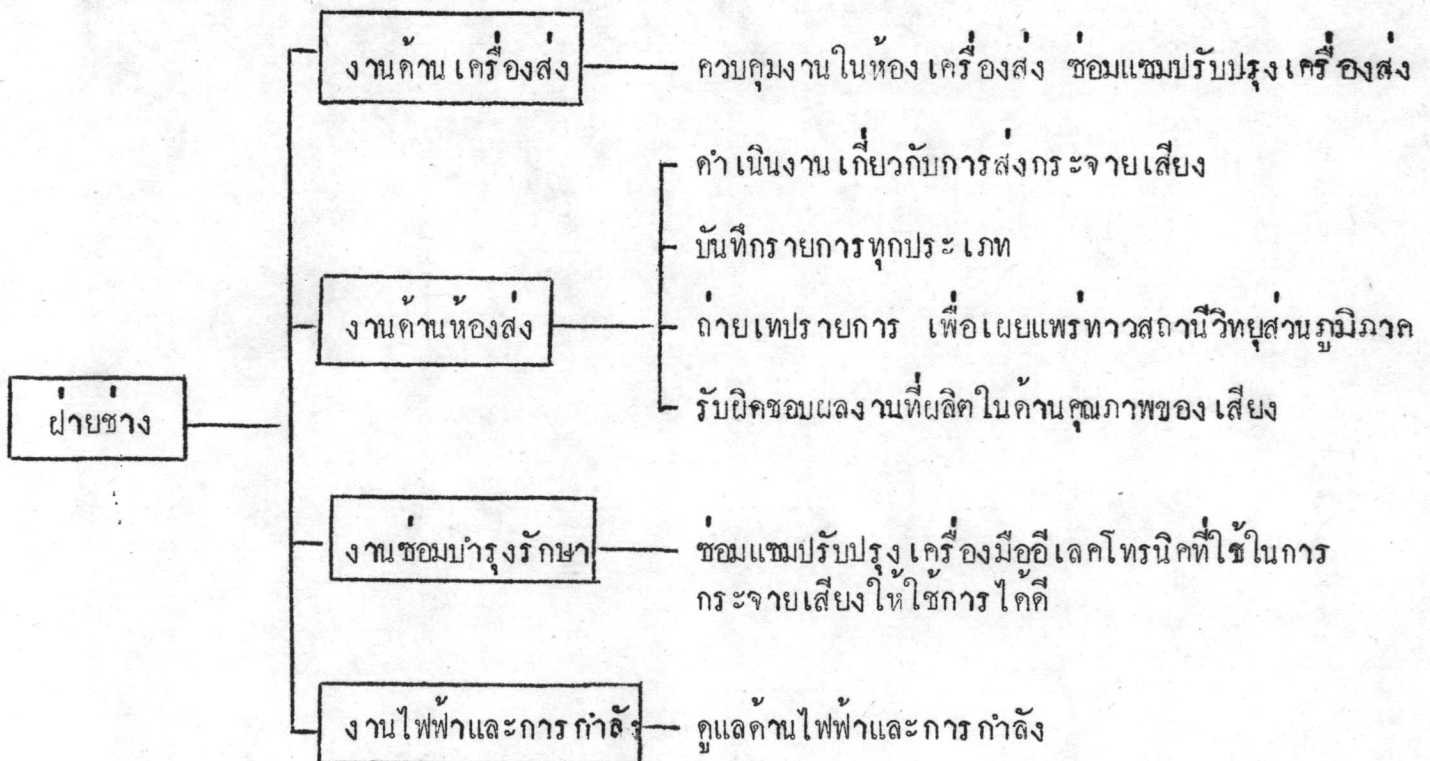 งานด้านเครื่องส่ง
ควบคุมงานในห้องเครื่องส่ง ซ่อมแซมปรับปรุงเครื่องส่ง
ดำเนินงานเกี่ยวกับการส่งกระจายเสียง
บันทึกรายการทุกประเภท
งานด้านห้องส่ง
ถ่ายเทปรายการ เพื่อเผยแพร่ทาวสถานีวิทยุส่วนภูมิภาค
รับผิดชอบผลงานที่ผลิตในด้านคุณภาพของเสียง
ฝ่ายช่าง
งานซ่อมบำรุงรักษา
ซ่อมแซมปรับปรุงเครื่องมืออีเลคโทรนิคที่ใช้ในการ
กระจายเสียงให้ใช้การได้ดี
งานไฟฟ้าและการกำลัง
ดูแลด้านไฟฟ้าและการกำลัง